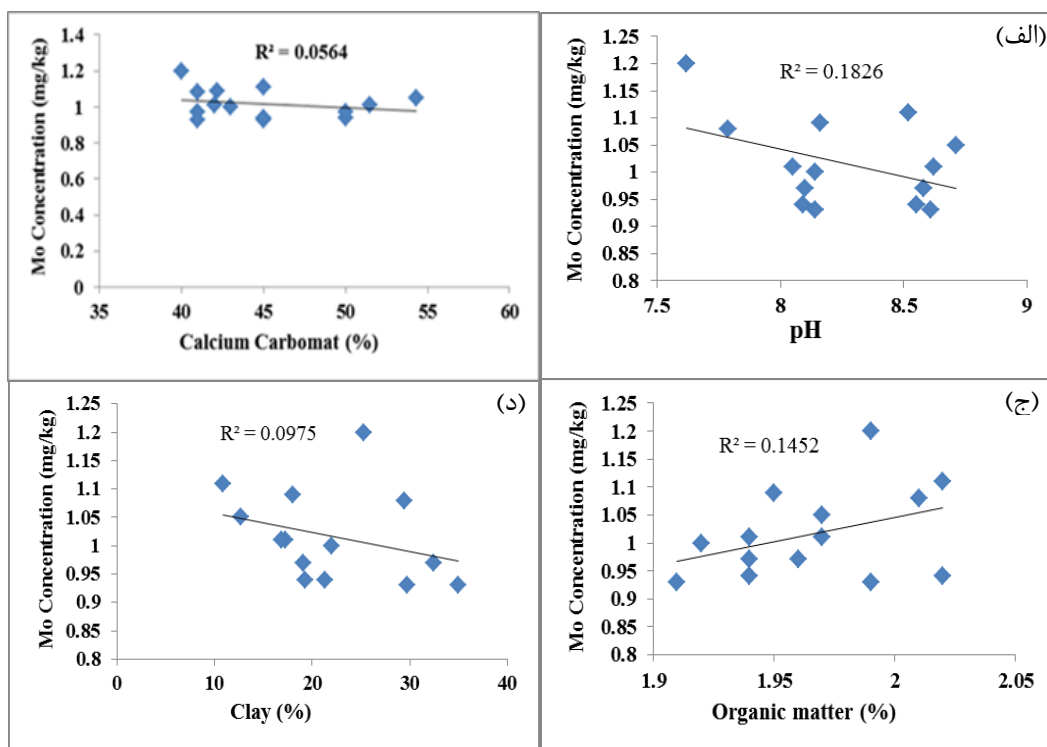 Mo Concentration (mg/kg)
1.4
1.2
1
0.8
0.6
0.4
0.2
0
R² = 0.0564
35 40 45 50 55 60
Calcium Carbomat (%)
(الف)
Mo Concentration (mg/kg)
1.25
1.2
1.15
1.1
1.05
1
0.95
0.9
0.85
0.8
R² = 0.1826
7.5 8 8.5 9
pH
(د)
Mo Concentration (mg/kg)
1.25
1.2
1.15
1.1
1.05
1
0.95
0.9
0.85
0.8
R² = 0.0975
0 10 20 30 40
Clay (%)
(ج)
Mo Concentration (mg/kg)
1.25
1.2
1.15
1.1
1.05
1
0.95
0.9
0.85
0.8
R² = 0.1452
1.9 1.95 2 2.05
Organic matter (%)